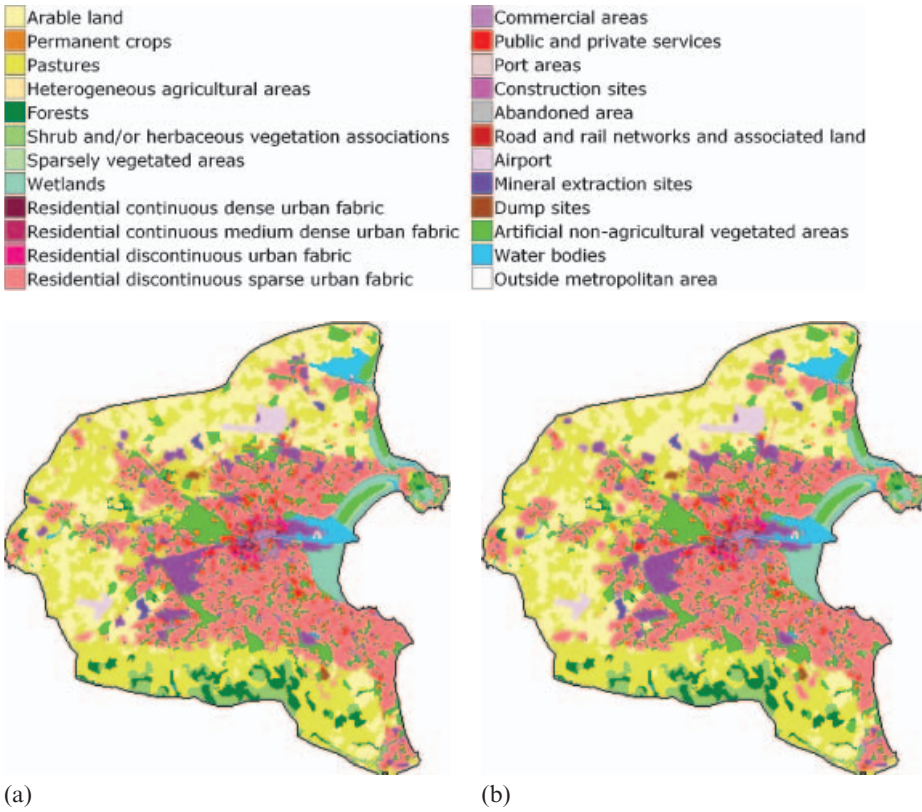 Arable land
Permanent crops
Pastures
Heterogeneous agricultural areas
Forests
Shrub and/or herbaceous vegetation associations
Sparsely vegetated areas
Wetlands
Residential continuous dense urban fabric
Residential continuous medium dense urban fabric
Residential discontinuous urban fabric
Residential discontinuous sparse urban fabric
Commercial areas
Public and private services
Port areas
Construction sites
Abandoned area
Road and rail networks and associated land
Airport
Mineral extraction sites
Dump sites
Artificial non-agricultural vegetated areas
Water bodies
Outside metropolitan area
(a)
(b)